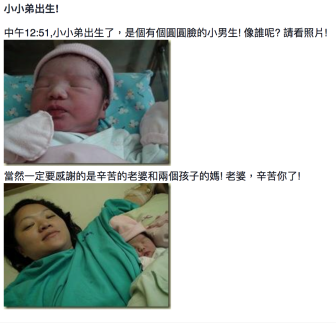 小小弟出生!
中午12:51,小小弟出生了，是個有個圓圓臉的小男生! 像誰呢? 請看照片!
當然一定要感謝的是辛苦的老婆和兩個孩子的媽! 老婆，辛苦你了!